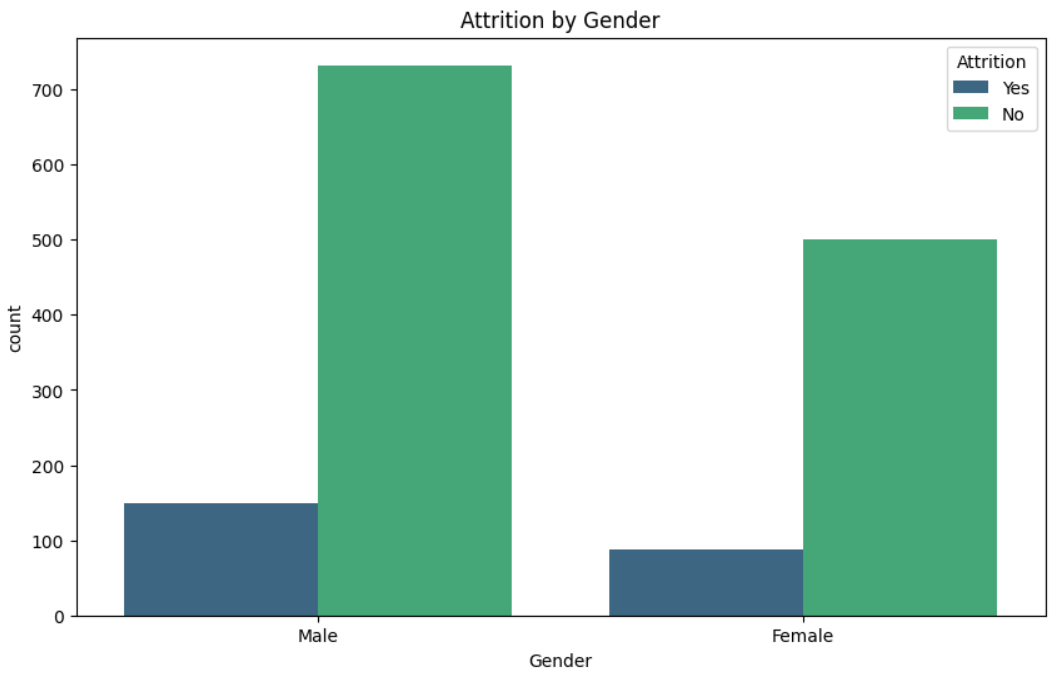 Attrition by Gender
Attrition
Yes
No
700
600
500
400
300
200
100
0
count
Male
Female
Gender